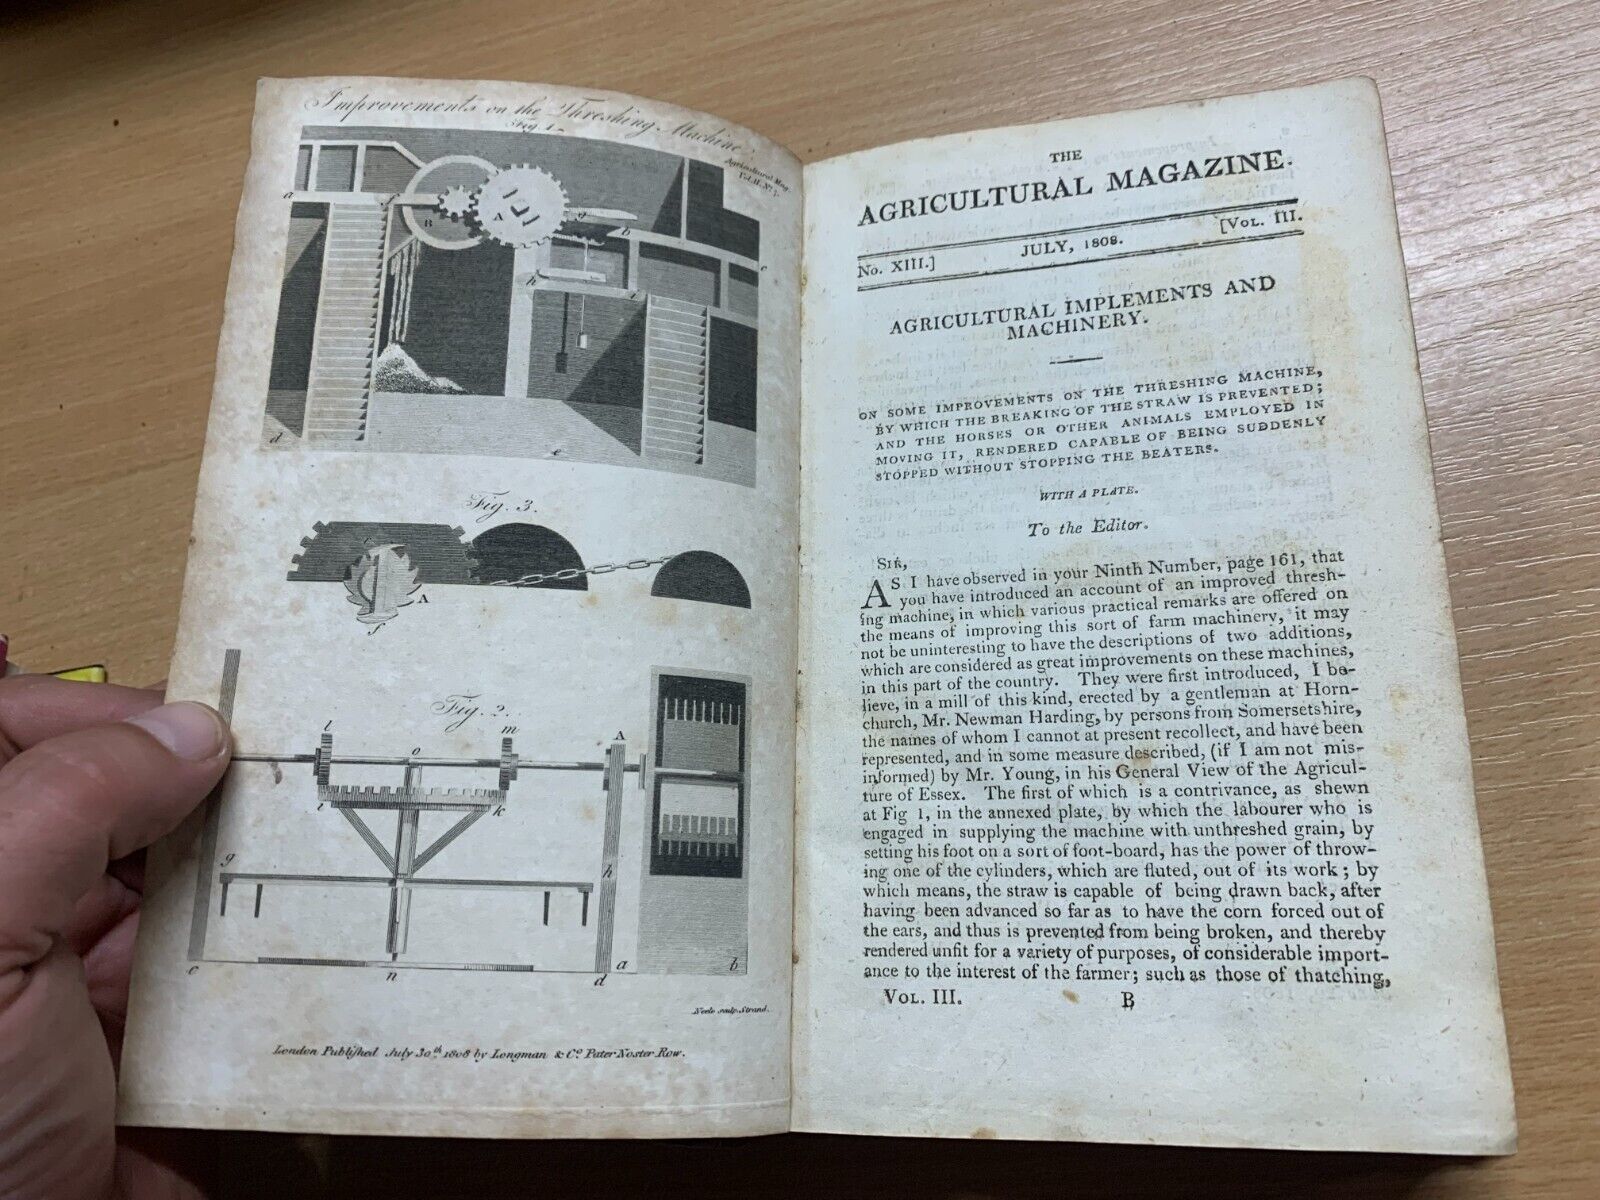 Improvements on the Threshing Machine.
Fig. 1.
Agricultural Mag.
Vol. II. No. 7.
a
f
B
A
g
b
c
h
i
d
e
Fig. 3.
e
A
f
Fig. 2.
l
o
m
A
i
k
g
h
c
n
d
a
b
Neele sculp. Strand.
London Published July 30th 1808 by Longman & Co. Pater Noster Row.
THE
AGRICULTURAL MAGAZINE.
No. XIII.] JULY, 1808. [VOL. III.
AGRICULTURAL IMPLEMENTS AND
MACHINERY.
ON SOME IMPROVEMENTS ON THE THRESHING MACHINE,
BY WHICH THE BREAKING OF THE STRAW IS PREVENTED;
AND THE HORSES OR OTHER ANIMALS EMPLOYED IN
MOVING IT, RENDERED CAPABLE OF BEING SUDDENLY
STOPPED WITHOUT STOPPING THE BEATERS.
WITH A PLATE.
To the Editor.
SIR,
AS I have observed in your Ninth Number, page 161, that
you have introduced an account of an improved thresh-
ing machine, in which various practical remarks are offered on
the means of improving this sort of farm machinery, it may
not be uninteresting to have the descriptions of two additions,
which are considered as great improvements on these machines,
in this part of the country. They were first introduced, I be-
lieve, in a mill of this kind, erected by a gentleman at Horn-
church, Mr. Newman Harding, by persons from Somersetshire,
the names of whom I cannot at present recollect, and have been
represented, and in some measure described, (if I am not mis-
informed) by Mr. Young, in his General View of the Agricul-
ture of Essex. The first of which is a contrivance, as shewn
at Fig 1, in the annexed plate, by which the labourer who is
engaged in supplying the machine with unthreshed grain, by
setting his foot on a sort of foot-board, has the power of throw-
ing one of the cylinders, which are fluted, out of its work; by
which means, the straw is capable of being drawn back, after
having been advanced so far as to have the corn forced out of
the ears, and thus is prevented from being broken, and thereby
rendered unfit for a variety of purposes, of considerable import-
ance to the interest of the farmer; such as those of thatching,
VOL. III. B